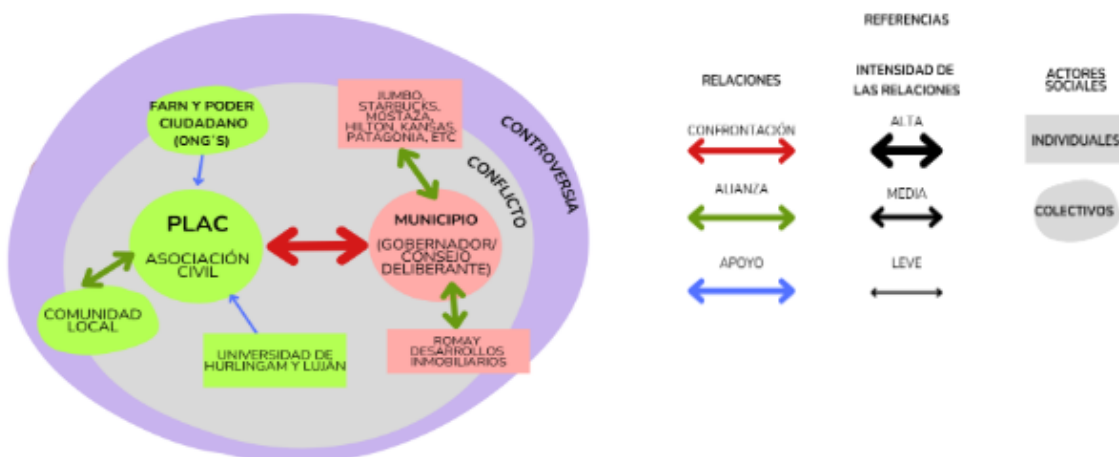 FARN Y PODER
CIUDADANO
(ONG´S)
JUMBO,
STARBUCKS,
MOSTAZA,
HILTON, KANSAS,
PATAGONIA, ETC
CONTROVERSIA
CONFLICTO
PLAC
ASOCIACIÓN
CIVIL
MUNICIPIO
(GOBERNADOR/
CONSEJO
DELIBERANTE)
COMUNIDAD
LOCAL
UNIVERSIDAD DE
HURLINGAM Y LUJÁN
ROMAY
DESARROLLOS
INMOBILIARIOS
REFERENCIAS
RELACIONES
INTENSIDAD DE
LAS RELACIONES
ACTORES
SOCIALES
CONFRONTACIÓN
ALTA
INDIVIDUALES
ALIANZA
MEDIA
COLECTIVOS
APOYO
LEVE